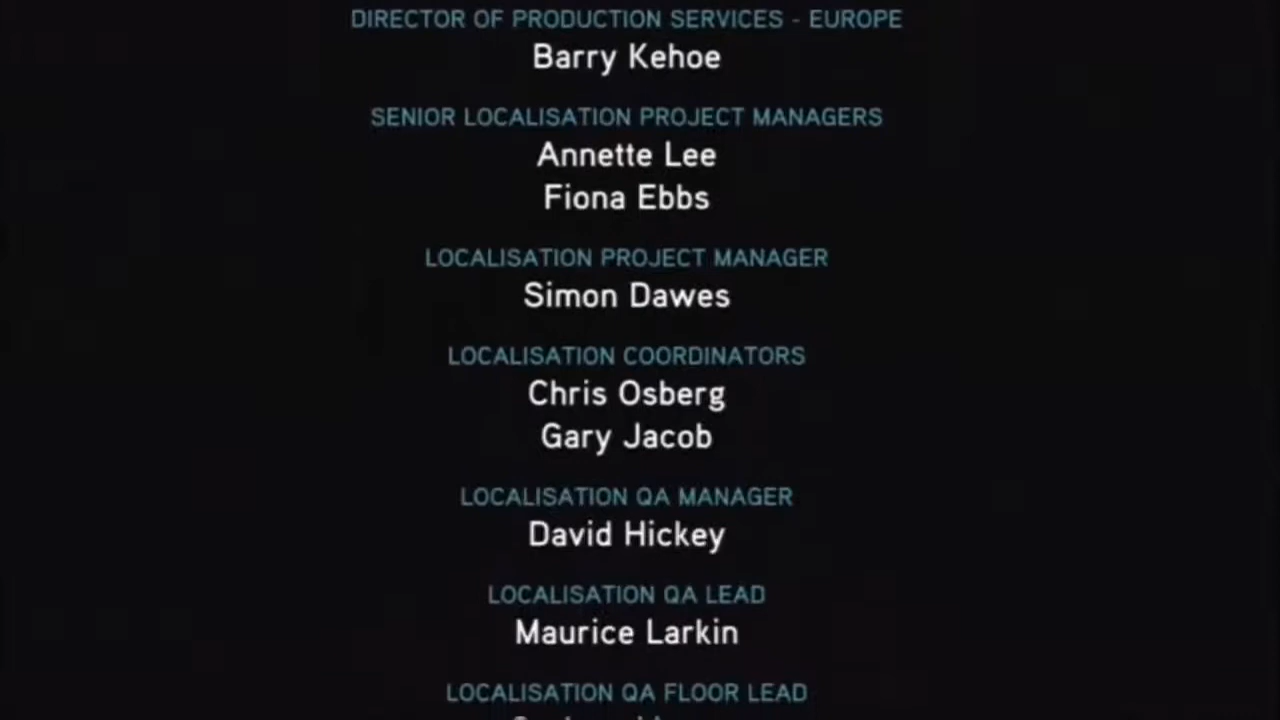 DIRECTOR OF PRODUCTION SERVICES - EUROPE
Barry Kehoe
SENIOR LOCALISATION PROJECT MANAGERS
Annette Lee
Fiona Ebbs
LOCALISATION PROJECT MANAGER
Simon Dawes
LOCALISATION COORDINATORS
Chris Osberg
Gary Jacob
LOCALISATION QA MANAGER
David Hickey
LOCALISATION QA LEAD
Maurice Larkin
LOCALISATION QA FLOOR LEAD